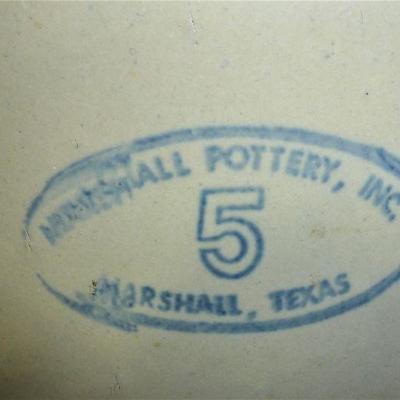 MARSHALL POTTERY, INC.
5
MARSHALL, TEXAS